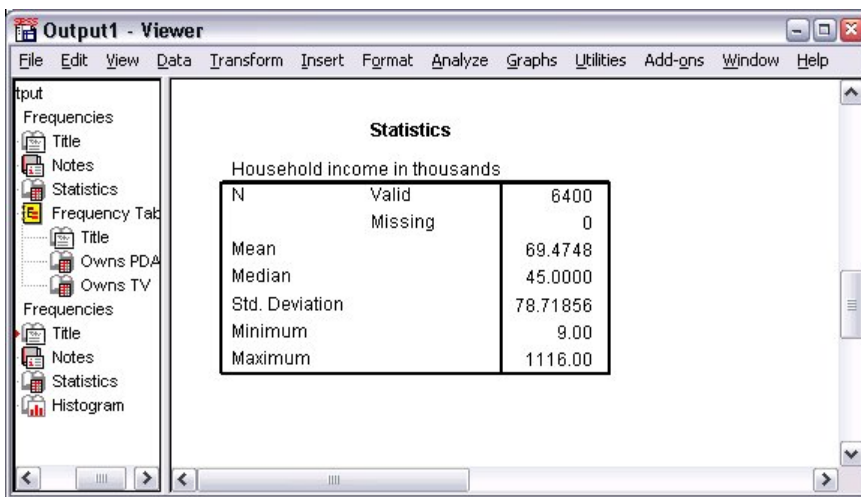 Output1 - Viewer
File Edit View Data Transform Insert Format Analyze Graphs Utilities Add-ons Window Help
tput
Frequencies
Title
Notes
Statistics
Frequency Tab
Title
Owns PDA
Owns TV
Frequencies
Title
Notes
Statistics
Histogram
Statistics
Household income in thousands
N Valid 6400
Missing 0
Mean 69.4748
Median 45.0000
Std. Deviation 78.71856
Minimum 9.00
Maximum 1116.00